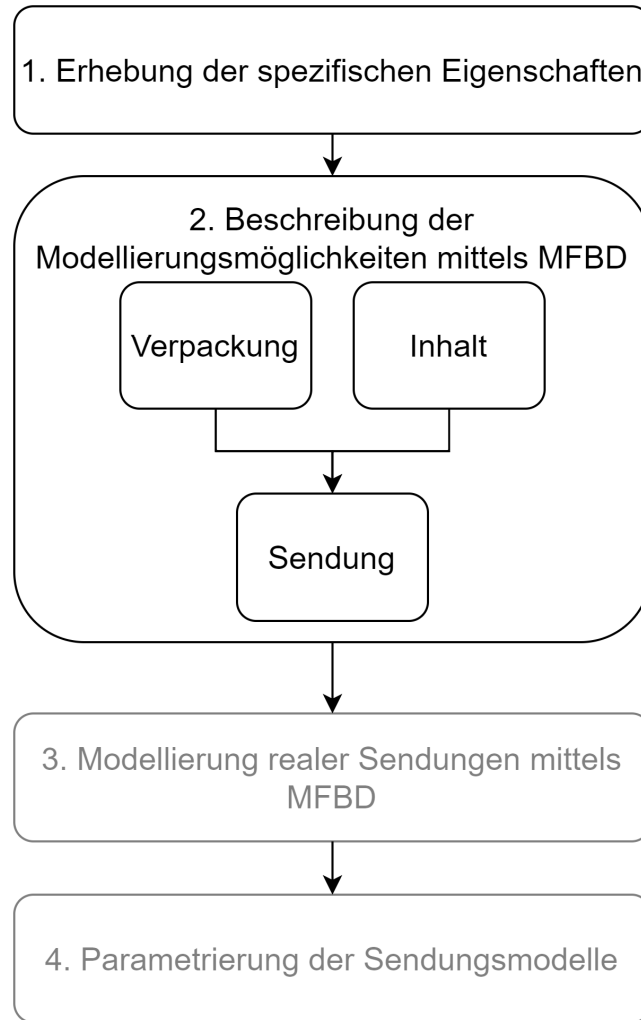 1. Erhebung der spezifischen Eigenschaften
2. Beschreibung der
Modellierungsmöglichkeiten mittels MFBD
Verpackung
Inhalt
Sendung
3. Modellierung realer Sendungen mittels
MFBD
4. Parametrierung der Sendungsmodelle